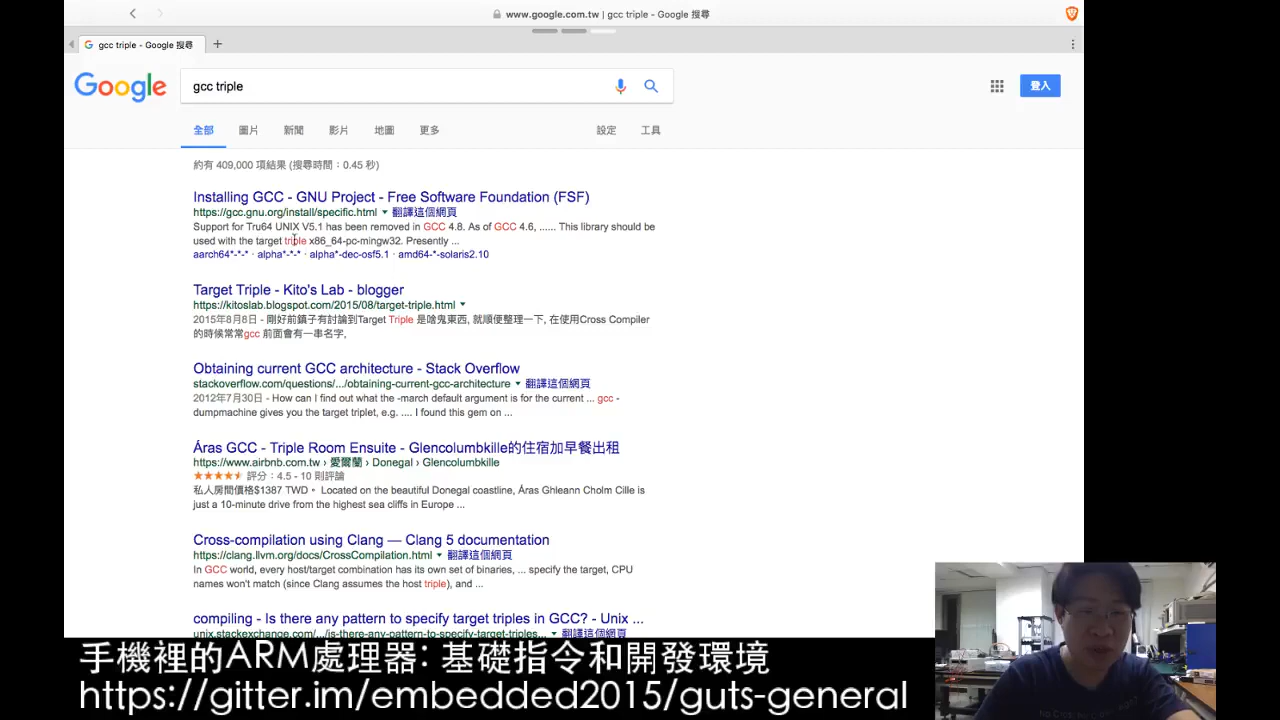 www.google.com.tw | gcc triple - Google 搜尋
gcc triple - Google 搜尋
Google
gcc triple
登入
全部 圖片 新聞 影片 地圖 更多 設定 工具
約有 409,000 項結果 (搜尋時間：0.45 秒)
Installing GCC - GNU Project - Free Software Foundation (FSF)
https://gcc.gnu.org/install/specific.html 翻譯這個網頁
Support for Tru64 UNIX V5.1 has been removed in GCC 4.8. As of GCC 4.6, ...... This library should be
used with the target triple x86_64-pc-mingw32. Presently ...
aarch64*-*-* · alpha*-*-* · alpha*-dec-osf5.1 · amd64-*-solaris2.10
Target Triple - Kito's Lab - blogger
https://kitoslab.blogspot.com/2015/08/target-triple.html
2015年8月8日 - 剛好前鎮子有討論到Target Triple 是啥鬼東西, 就順便整理一下, 在使用Cross Compiler
的時候常常gcc 前面會有一串名字,
Obtaining current GCC architecture - Stack Overflow
stackoverflow.com/questions/.../obtaining-current-gcc-architecture 翻譯這個網頁
2012年7月30日 - How can I find out what the -march default argument is for the current ... gcc -
dumpmachine gives you the target triplet, e.g. .... I found this gem on ...
Áras GCC - Triple Room Ensuite - Glencolumbkille的住宿加早餐出租
https://www.airbnb.com.tw › 愛爾蘭 › Donegal › Glencolumbkille
評分：4.5 - 10 則評論
私人房間價格$1387 TWD • Located on the beautiful Donegal coastline, Áras Ghleann Cholm Cille is
just a 10-minute drive from the highest sea cliffs in Europe ...
Cross-compilation using Clang — Clang 5 documentation
https://clang.llvm.org/docs/CrossCompilation.html 翻譯這個網頁
In GCC world, every host/target combination has its own set of binaries, ... specify the target, CPU
names won't match (since Clang assumes the host triple), and ...
compiling - Is there any pattern to specify target triples in GCC? - Unix ...
unix.stackexchange.com/.../is-there-any-pattern-to-specify-target-triples... 翻譯這個網頁
手機裡的ARM處理器: 基礎指令和開發環境
https://gitter.im/embedded2015/guts-general